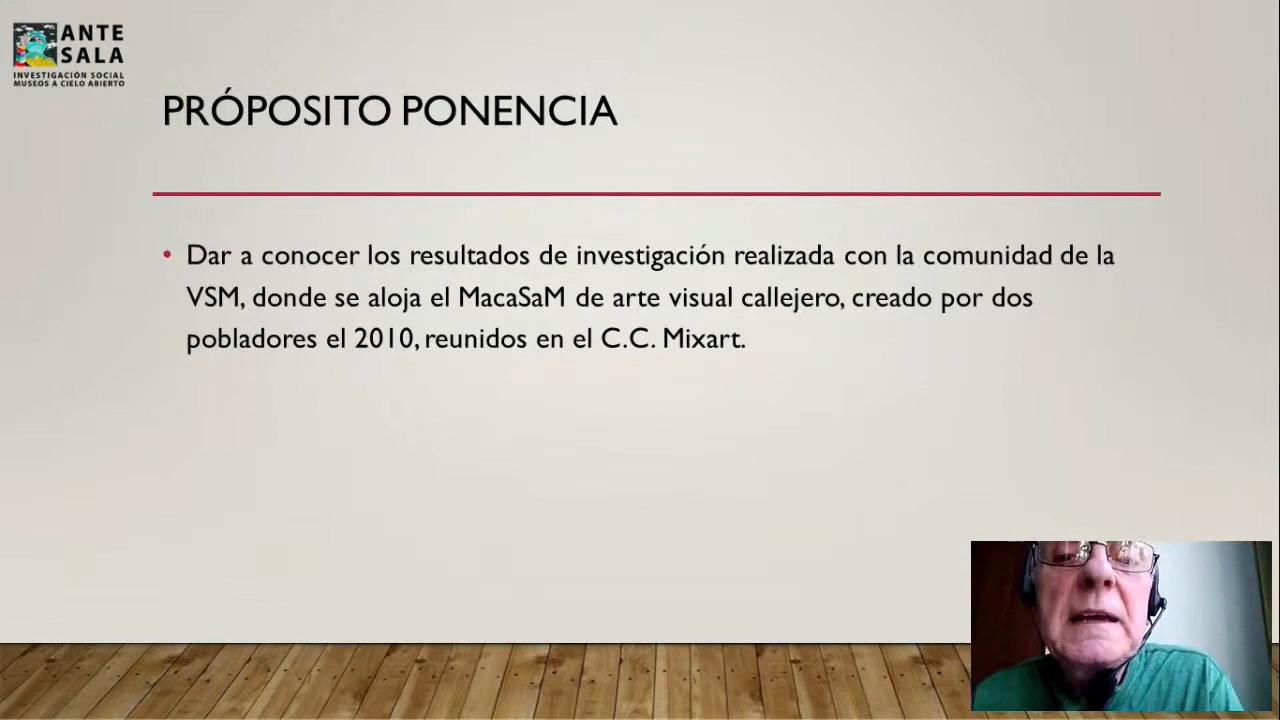 ANTE
SALA
INVESTIGACIÓN SOCIAL
MUSEOS A CIELO ABIERTO
PRÓPOSITO PONENCIA
• Dar a conocer los resultados de investigación realizada con la comunidad de la
VSM, donde se aloja el MacaSaM de arte visual callejero, creado por dos
pobladores el 2010, reunidos en el C.C. Mixart.